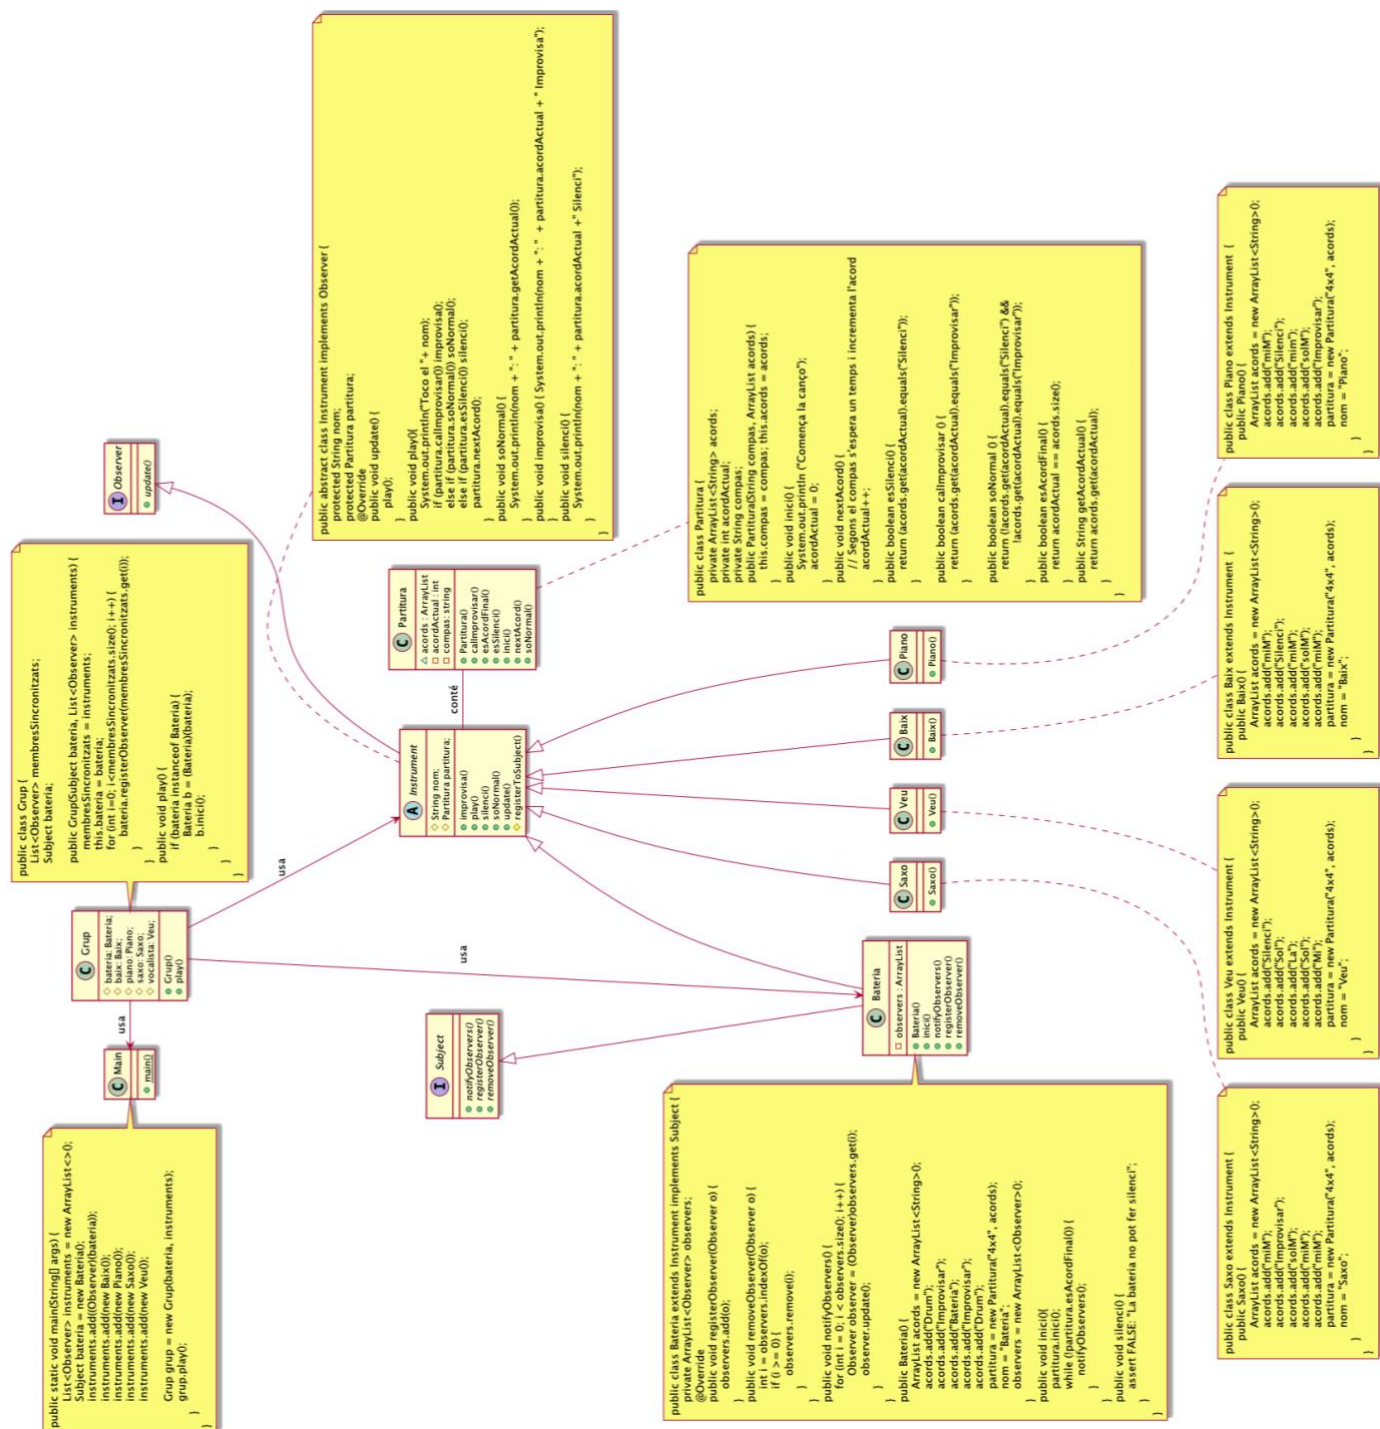 public static void main(String[] args) {
List<Observer> instruments = new ArrayList<>();
Subject bateria = new Bateria();
instruments.add((Observer)(bateria));
instruments.add(new Baix());
instruments.add(new Piano());
instruments.add(new Saxo());
instruments.add(new Veu());
Grup grup = new Grup(bateria, instruments);
grup.play();
}
}
C Main
main()
usa
C Grup
bateria: Bateria;
baix: Baix;
piano: Piano;
saxo: Saxo;
vocalista: Veu;
Grup()
play()
public class Grup {
List<Observer> membresSincronitzats;
Subject bateria;
public Grup(Subject bateria, List<Observer> instruments) {
membresSincronitzats = instruments;
this.bateria = bateria;
for (int i=0; i<membresSincronitzats.size(); i++) {
bateria.registerObserver(membresSincronitzats.get(i));
}
}
public void play() {
if (bateria instanceof Bateria) {
Bateria b = (Bateria)bateria;
b.inici();
}
}
}
I Observer
update()
usa
usa
public abstract class Instrument implements Observer {
protected String nom;
protected Partitura partitura;
@Override
public void update() {
play();
}
public void play(){
System.out.println("Toco el "+ nom);
if (partitura.calImprovisar()) improvisa();
else if (partitura.soNormal()) soNormal();
else if (partitura.esSilenci()) silenci();
partitura.nextAcord();
}
public void soNormal() {
System.out.println(nom + ":" + partitura.getAcordActual());
}
public void improvisa() { System.out.println(nom + ": " + partitura.acordActual + " Improvisa");
}
public void silenci() {
System.out.println(nom + ": " + partitura.acordActual +" Silenci");
}
}
I Subject
notifyObservers()
registerObserver()
removeObserver()
A Instrument
String nom;
Partitura partitura;
improvisa()
play()
silenci()
soNormal()
update()
registerToSubject()
conté
C Partitura
acords : ArrayList
acordActual : int
compas: string
Partitura()
calImprovisar()
esAcordFinal()
esSilenci()
inici()
nextAcord()
soNormal()
public class Partitura {
private ArrayList<String> acords;
private int acordActual;
private String compas;
public Partitura(String compas, ArrayList acords) {
this.compas = compas; this.acords = acords;
}
public void inici() {
System.out.println ("Comença la canço");
acordActual = 0;
}
public void nextAcord() {
// Segons el compas s'espera un temps i incrementa l'acord
acordActual++;
}
public boolean esSilenci() {
return (acords.get(acordActual).equals("Silenci"));
}
public boolean calImprovisar () {
return (acords.get(acordActual).equals("Improvisar"));
}
public boolean soNormal () {
return (!acords.get(acordActual).equals("Silenci") &&
!acords.get(acordActual).equals("Improvisar"));
}
public boolean esAcordFinal() {
return acordActual == acords.size();
}
public String getAcordActual() {
return acords.get(acordActual);
}
}
public class Bateria extends Instrument implements Subject {
private ArrayList<Observer> observers;
@Override
public void registerObserver(Observer o) {
observers.add(o);
}
public void removeObserver(Observer o) {
int i = observers.indexOf(o);
if (i >= 0) {
observers.remove(i);
}
}
public void notifyObservers() {
for (int i = 0; i < observers.size(); i++) {
Observer observer = (Observer)observers.get(i);
observer.update();
}
}
public Bateria() {
ArrayList acords = new ArrayList<String>();
acords.add("Drum");
acords.add("Improvisar");
acords.add("Bateria");
acords.add("Improvisar");
acords.add("Drum");
partitura = new Partitura("4x4", acords);
nom = "Bateria";
observers = new ArrayList<Observer>();
}
public void inici(){
partitura.inici();
while (!partitura.esAcordFinal()) {
notifyObservers();
}
}
public void silenci() {
assert FALSE: "La bateria no pot fer silenci";
}
}
C Bateria
observers : ArrayList
Bateria()
inici()
notifyObservers()
registerObserver()
removeObserver()
C Saxo
Saxo()
C Veu
Veu()
C Baix
Baix()
C Piano
Piano()
public class Saxo extends Instrument {
public Saxo() {
ArrayList acords = new ArrayList<String>();
acords.add("miM");
acords.add("Improvisar");
acords.add("solM");
acords.add("miM");
acords.add("miM");
partitura = new Partitura("4x4", acords);
nom = "Saxo";
}
}
public class Veu extends Instrument {
public Veu() {
ArrayList acords = new ArrayList<String>();
acords.add("Silenci");
acords.add("Sol");
acords.add("La");
acords.add("Sol");
acords.add("Mi");
partitura = new Partitura("4x4", acords);
nom = "Veu";
}
}
public class Baix extends Instrument {
public Baix() {
ArrayList acords = new ArrayList<String>();
acords.add("miM");
acords.add("Silenci");
acords.add("miM");
acords.add("solM");
acords.add("miM");
partitura = new Partitura("4x4", acords);
nom = "Baix";
}
}
public class Piano extends Instrument {
public Piano() {
ArrayList acords = new ArrayList<String>();
acords.add("miM");
acords.add("Silenci");
acords.add("mim");
acords.add("solM");
acords.add("Improvisar");
partitura = new Partitura("4x4", acords);
nom = "Piano";
}
}